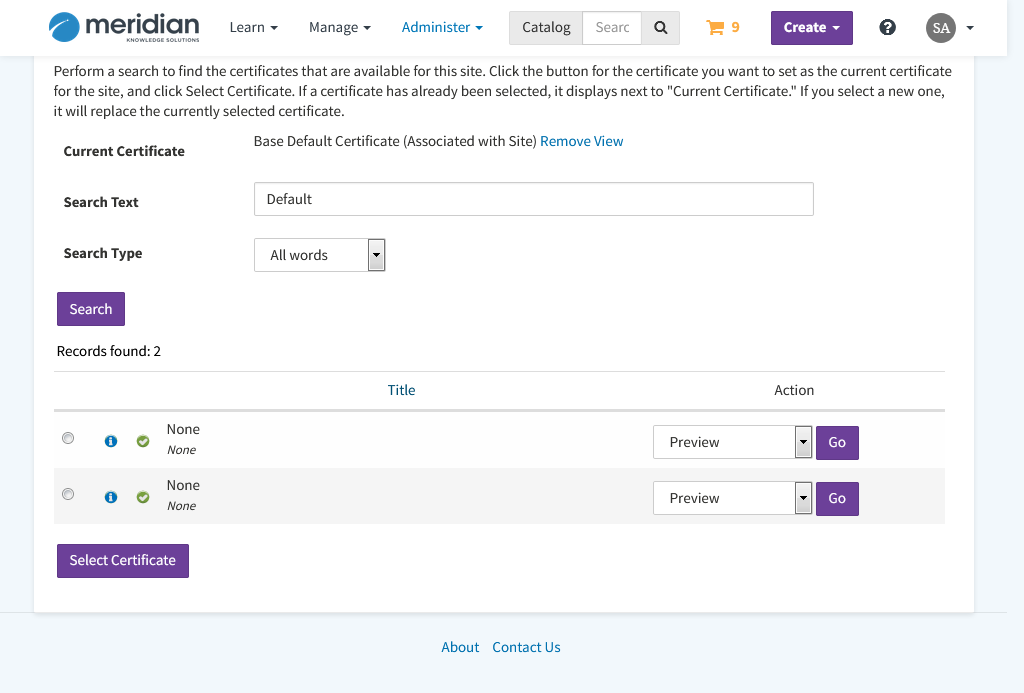 meridian
KNOWLEDGE SOLUTIONS
Learn Manage Administer Catalog Searc 9 Create ? SA
Perform a search to find the certificates that are available for this site. Click the button for the certificate you want to set as the current certificate
for the site, and click Select Certificate. If a certificate has already been selected, it displays next to "Current Certificate." If you select a new one,
it will replace the currently selected certificate.
Current Certificate Base Default Certificate (Associated with Site) Remove View
Search Text Default
Search Type All words
Search
Records found: 2
Title Action
None
None
Preview Go
None
None
Preview Go
Select Certificate
About Contact Us